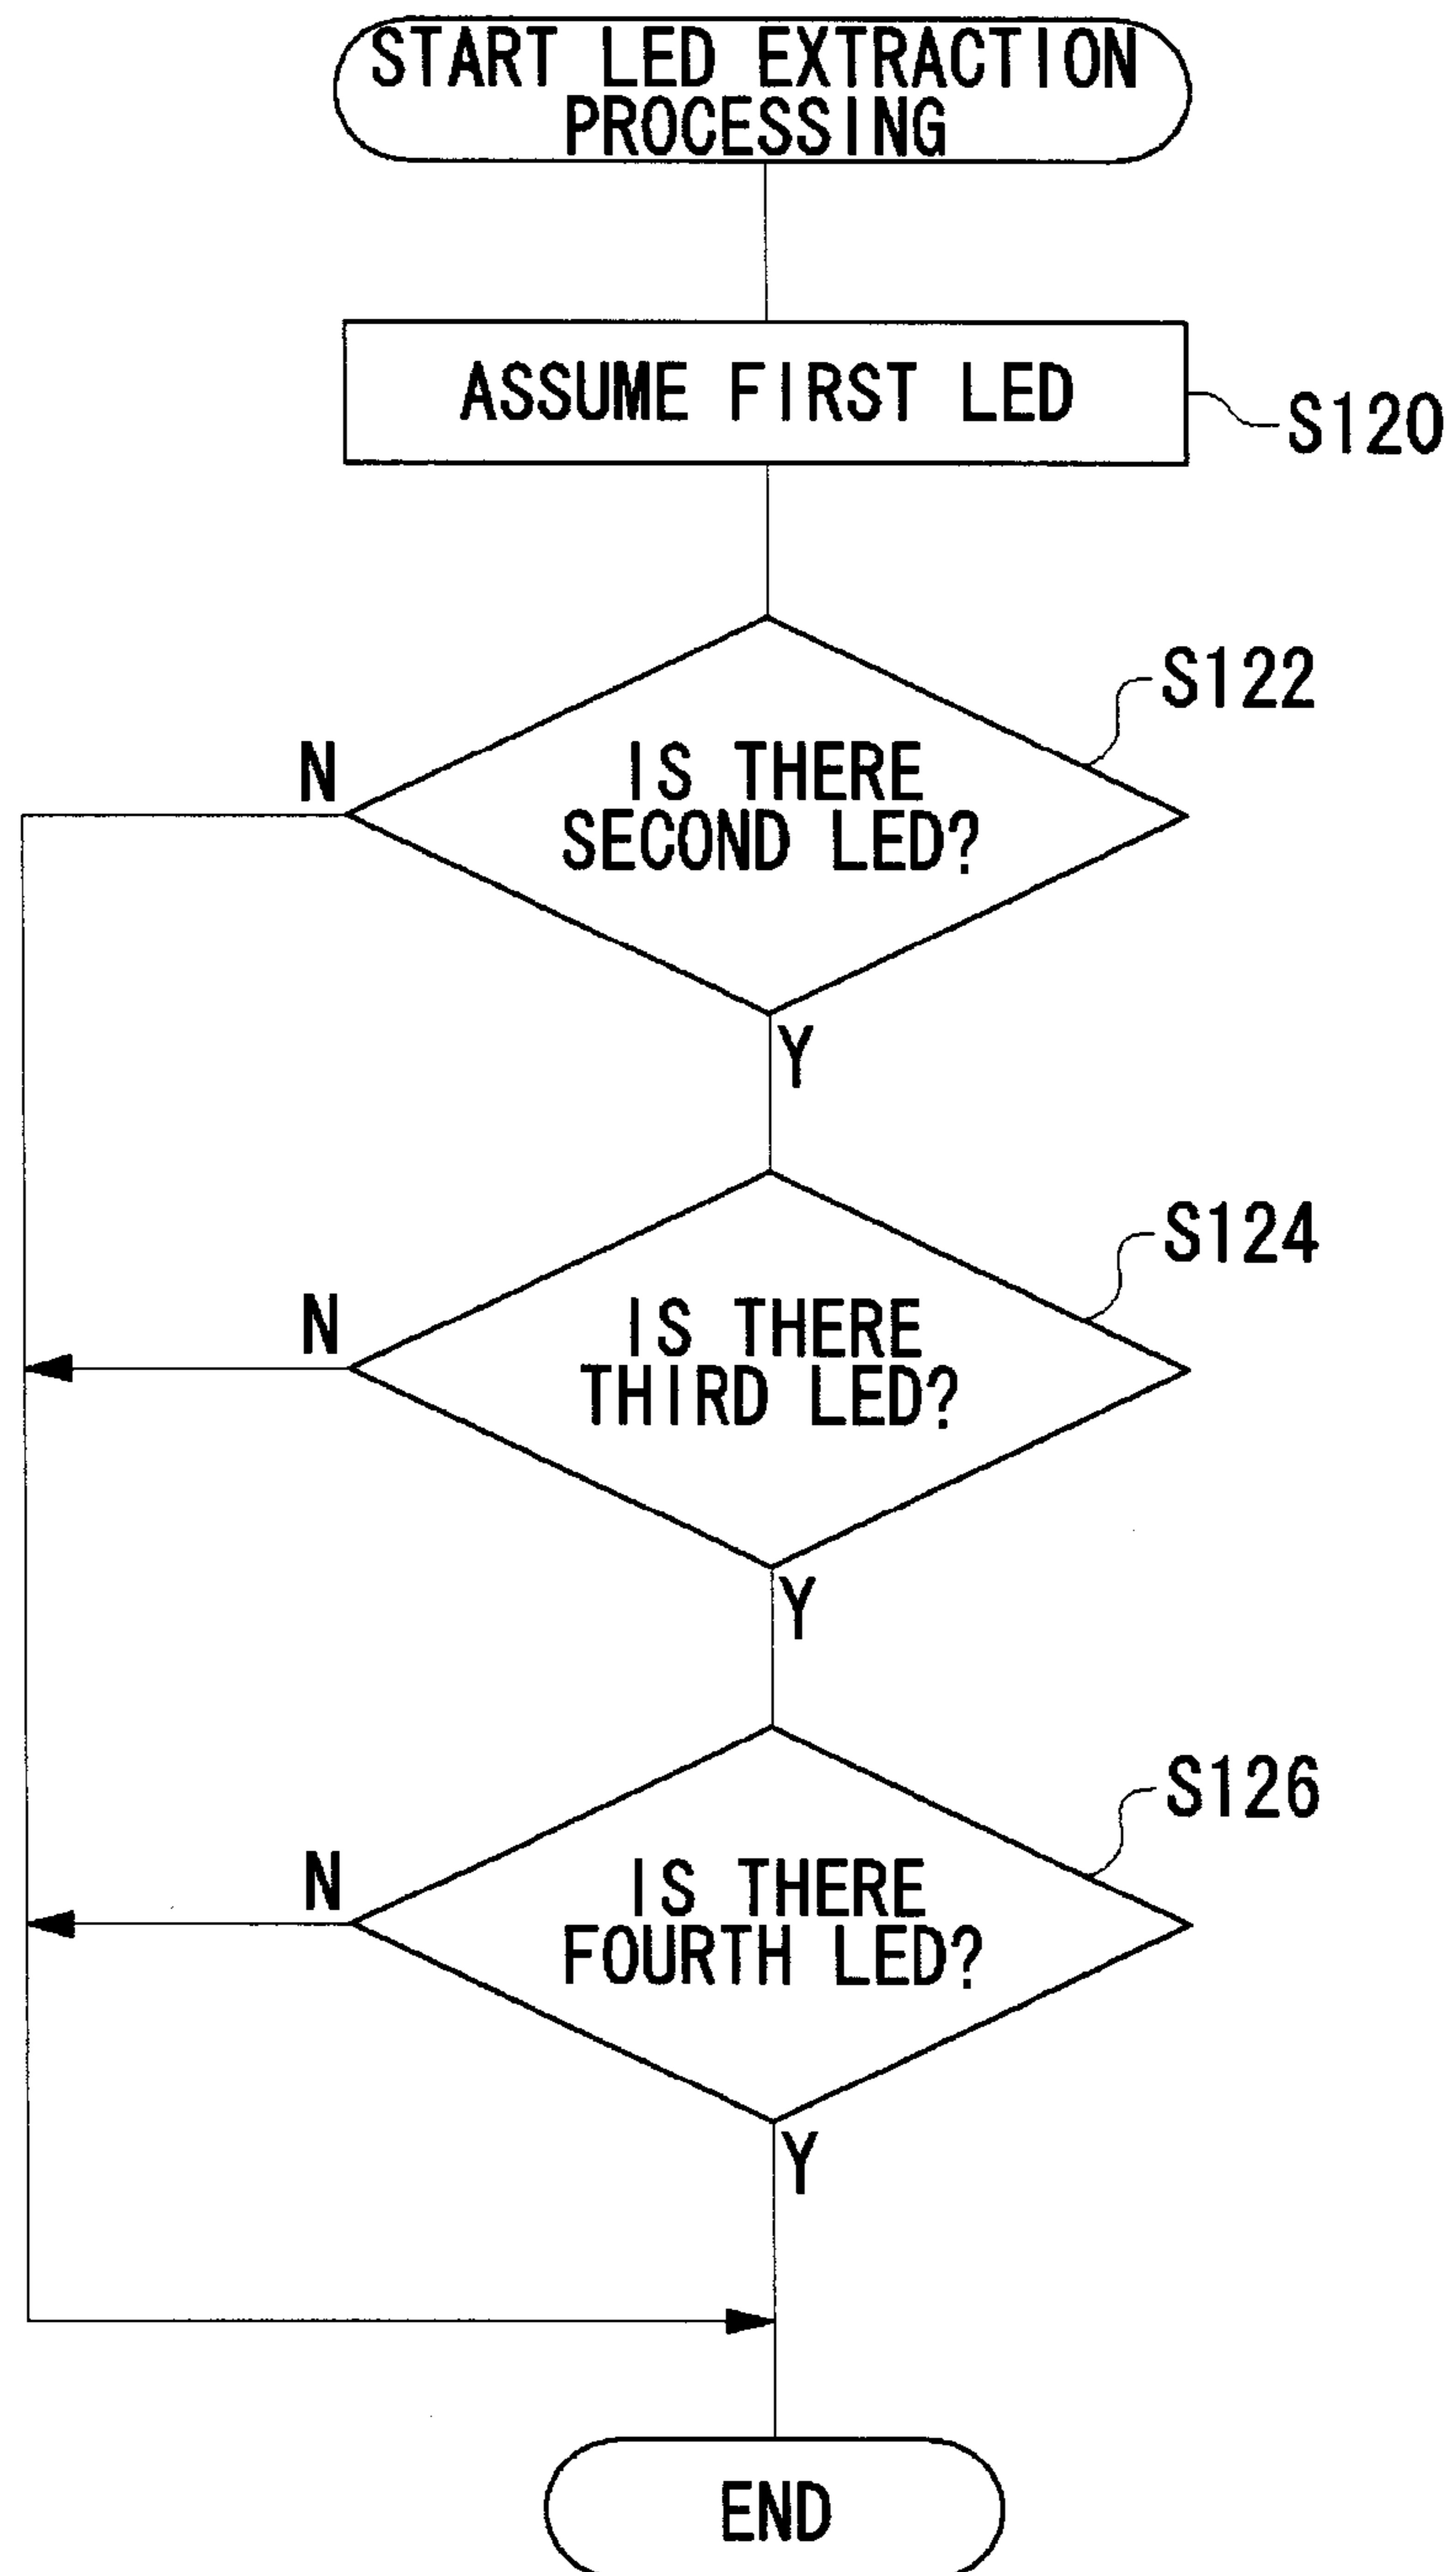 START LED EXTRACTION
PROCESSING
ASSUME FIRST LED
S120
S122
N
IS THERE
SECOND LED?
Y
S124
N
IS THERE
THIRD LED?
Y
S126
N
IS THERE
FOURTH LED?
Y
END